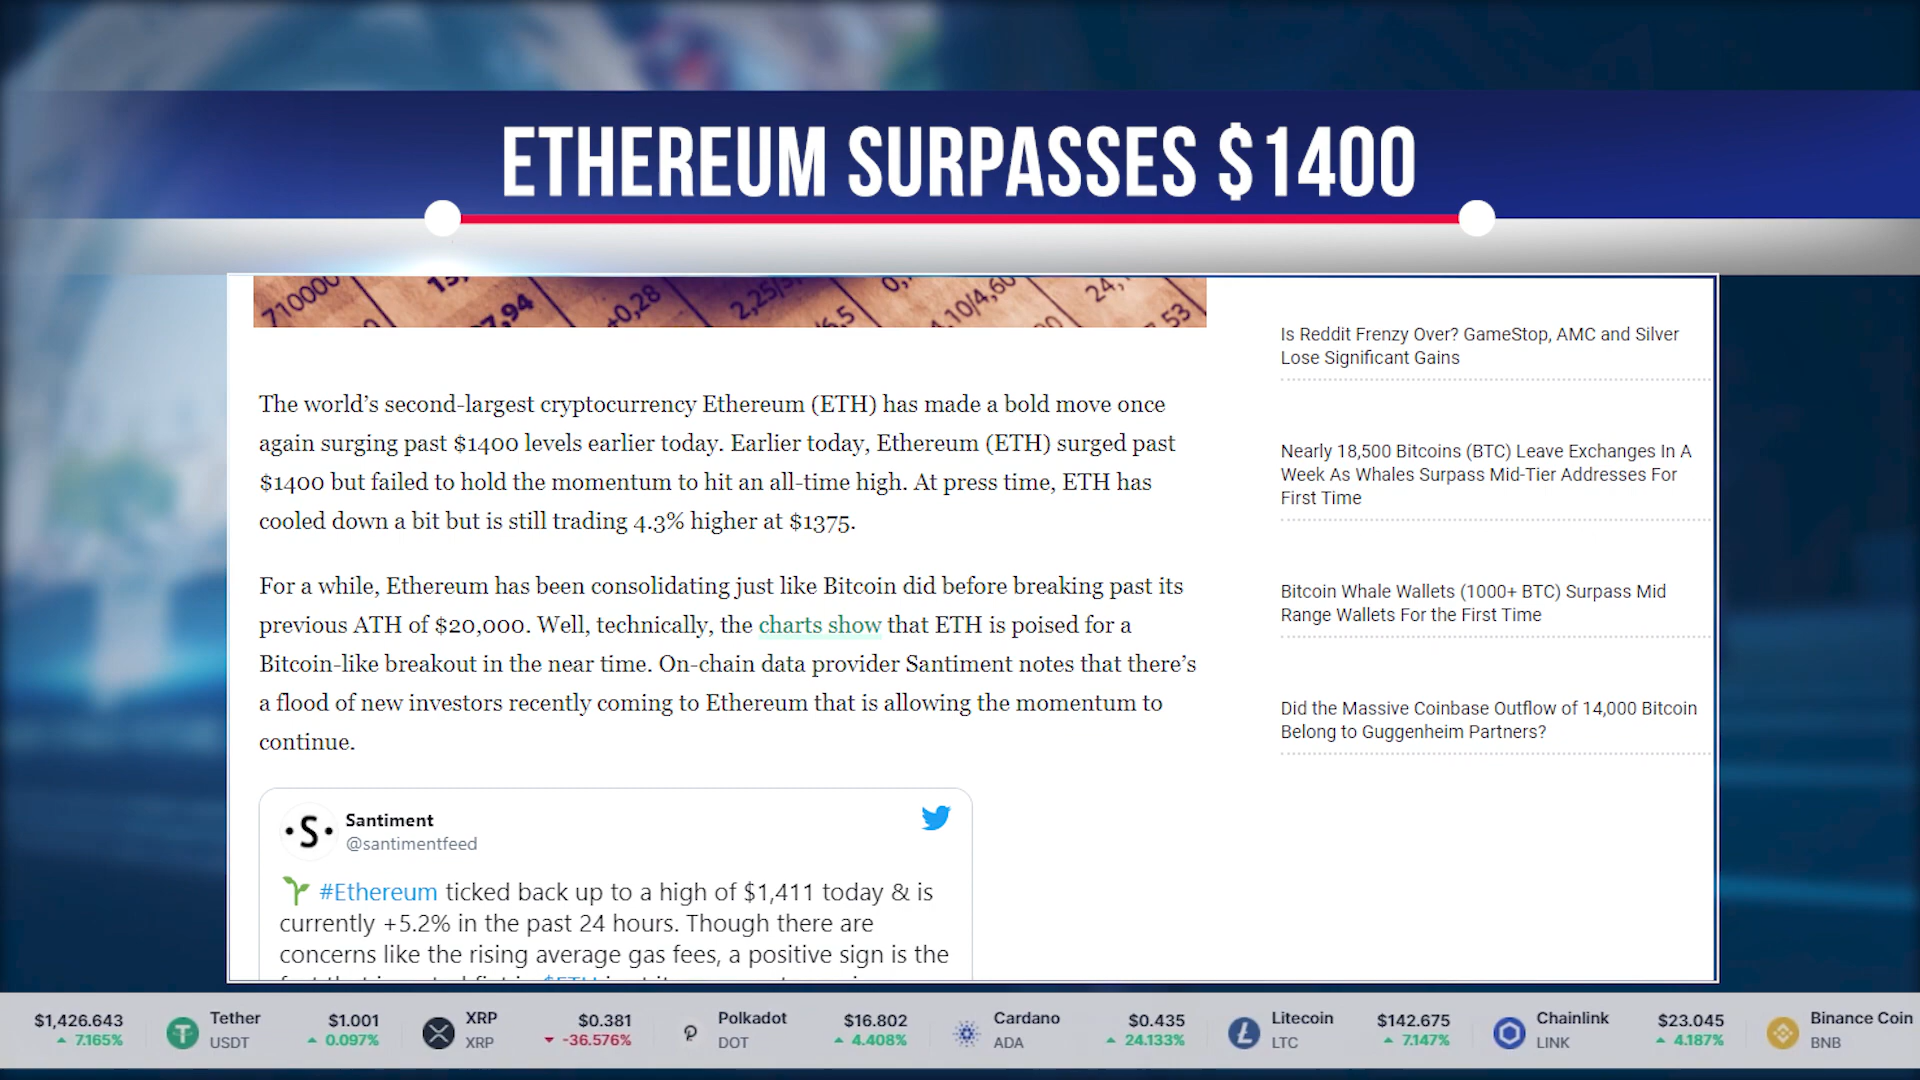 ETHEREUM SURPASSES $1400
710000
7,94
+0,28
24,
53
The world’s second-largest cryptocurrency Ethereum (ETH) has made a bold move once
again surging past $1400 levels earlier today. Earlier today, Ethereum (ETH) surged past
$1400 but failed to hold the momentum to hit an all-time high. At press time, ETH has
cooled down a bit but is still trading 4.3% higher at $1375.
For a while, Ethereum has been consolidating just like Bitcoin did before breaking past its
previous ATH of $20,000. Well, technically, the charts show that ETH is poised for a
Bitcoin-like breakout in the near time. On-chain data provider Santiment notes that there’s
a flood of new investors recently coming to Ethereum that is allowing the momentum to
continue.
Santiment
@santimentfeed
#Ethereum ticked back up to a high of $1,411 today & is
currently +5.2% in the past 24 hours. Though there are
concerns like the rising average gas fees, a positive sign is the
Is Reddit Frenzy Over? GameStop, AMC and Silver
Lose Significant Gains
Nearly 18,500 Bitcoins (BTC) Leave Exchanges In A
Week As Whales Surpass Mid-Tier Addresses For
First Time
Bitcoin Whale Wallets (1000+ BTC) Surpass Mid
Range Wallets For the First Time
Did the Massive Coinbase Outflow of 14,000 Bitcoin
Belong to Guggenheim Partners?
$1,426.643 Tether $1.001 XRP $0.381 Polkadot $16.802 Cardano $0.435 Litecoin $142.675 Chainlink $23.045 Binance Coin
7.165% USDT 0.097% XRP -36.576% DOT 4.408% ADA 24.133% LTC 7.147% LINK 4.187% BNB